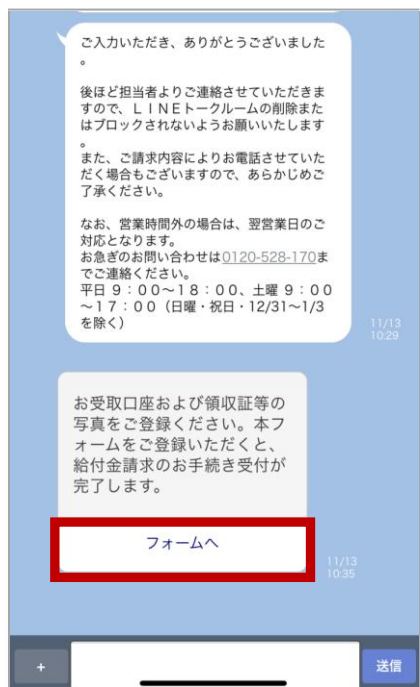 ご入力いただき、ありがとうございました
。
後ほど担当者よりご連絡させていただきま
すので、ＬＩＮＥトークルームの削除また
はブロックされないようお願いいたします
。
また、ご請求内容によりお電話させていた
だく場合もございますので、あらかじめご
了承ください。
なお、営業時間外の場合は、翌営業日のご
対応となります。
お急ぎのお問い合わせは0120-528-170ま
でご連絡ください。
平日９：００～１８：００、土曜９：００
～１７：００（日曜・祝日・12/31～1/3
を除く）
11/13
10:29
お受取口座および領収証等の
写真をご登録ください。本フ
ォームをご登録いただくと、
給付金請求のお手続き受付が
完了します。
フォームへ
11/13
10:35
+
送信